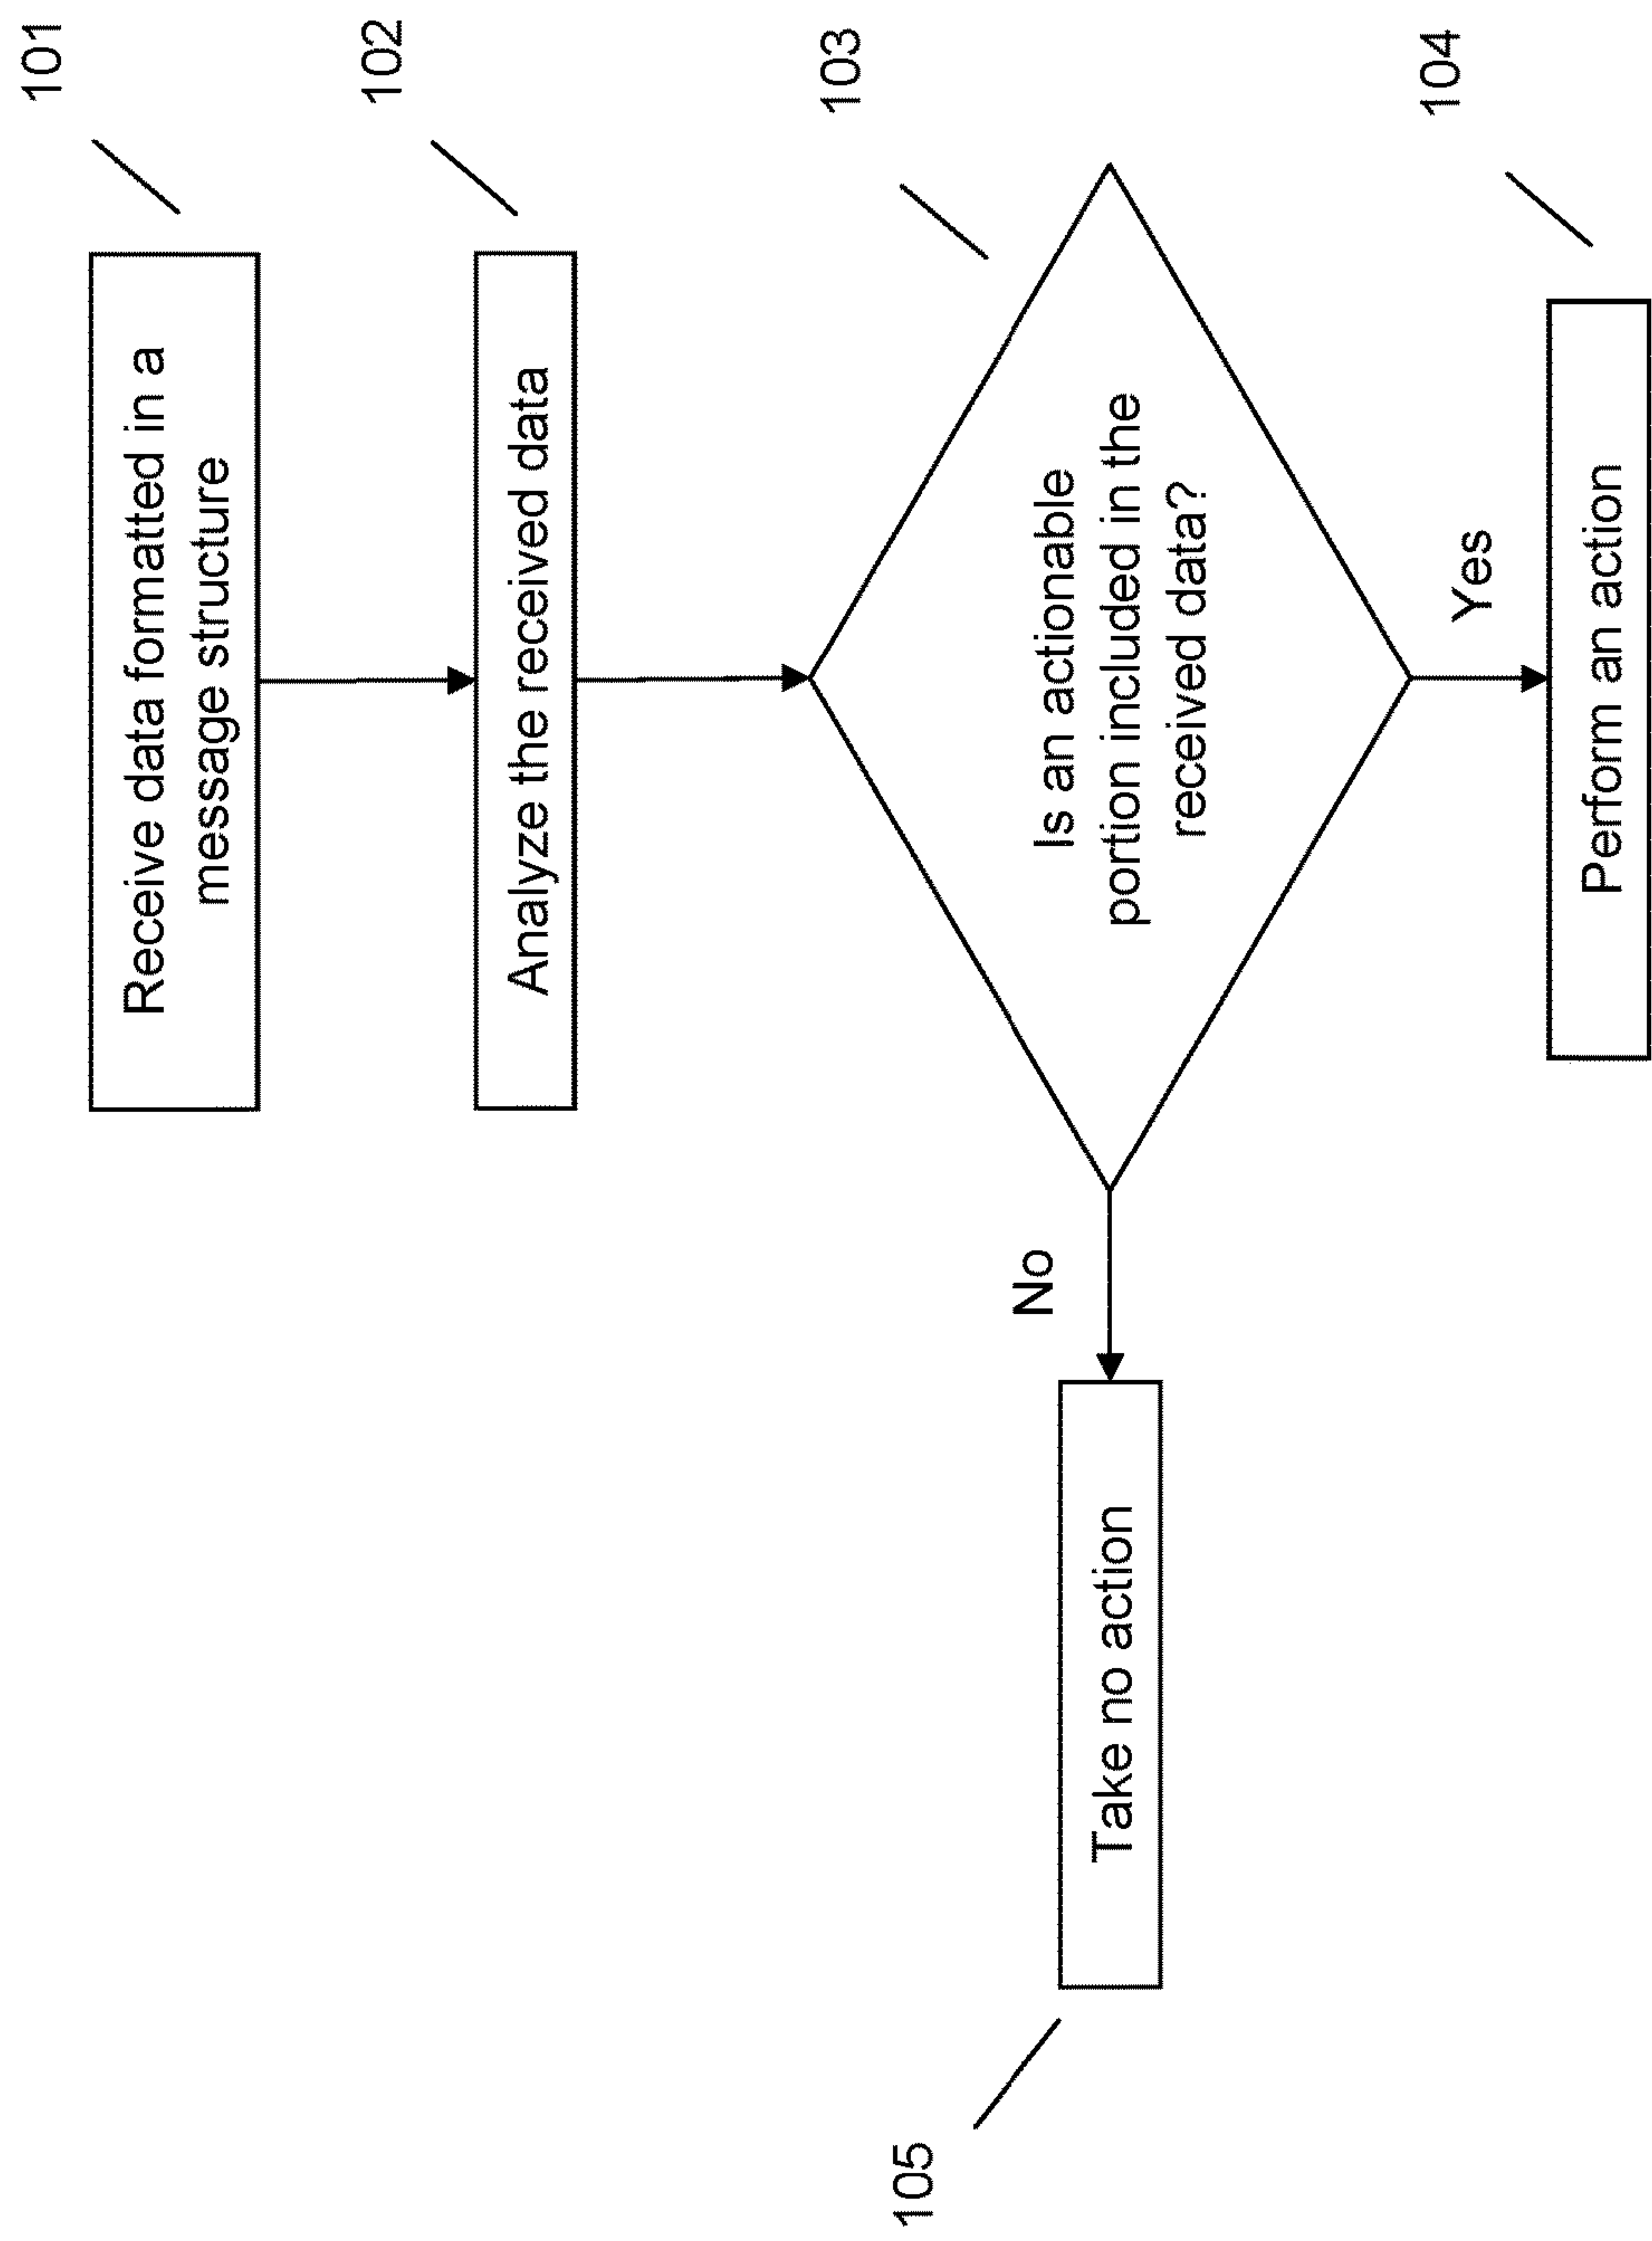 101
Receive data formatted in a
message structure
102
Analyze the received data
103
Is an actionable
portion included in the
received data?
No
Yes
105
Take no action
104
Perform an action